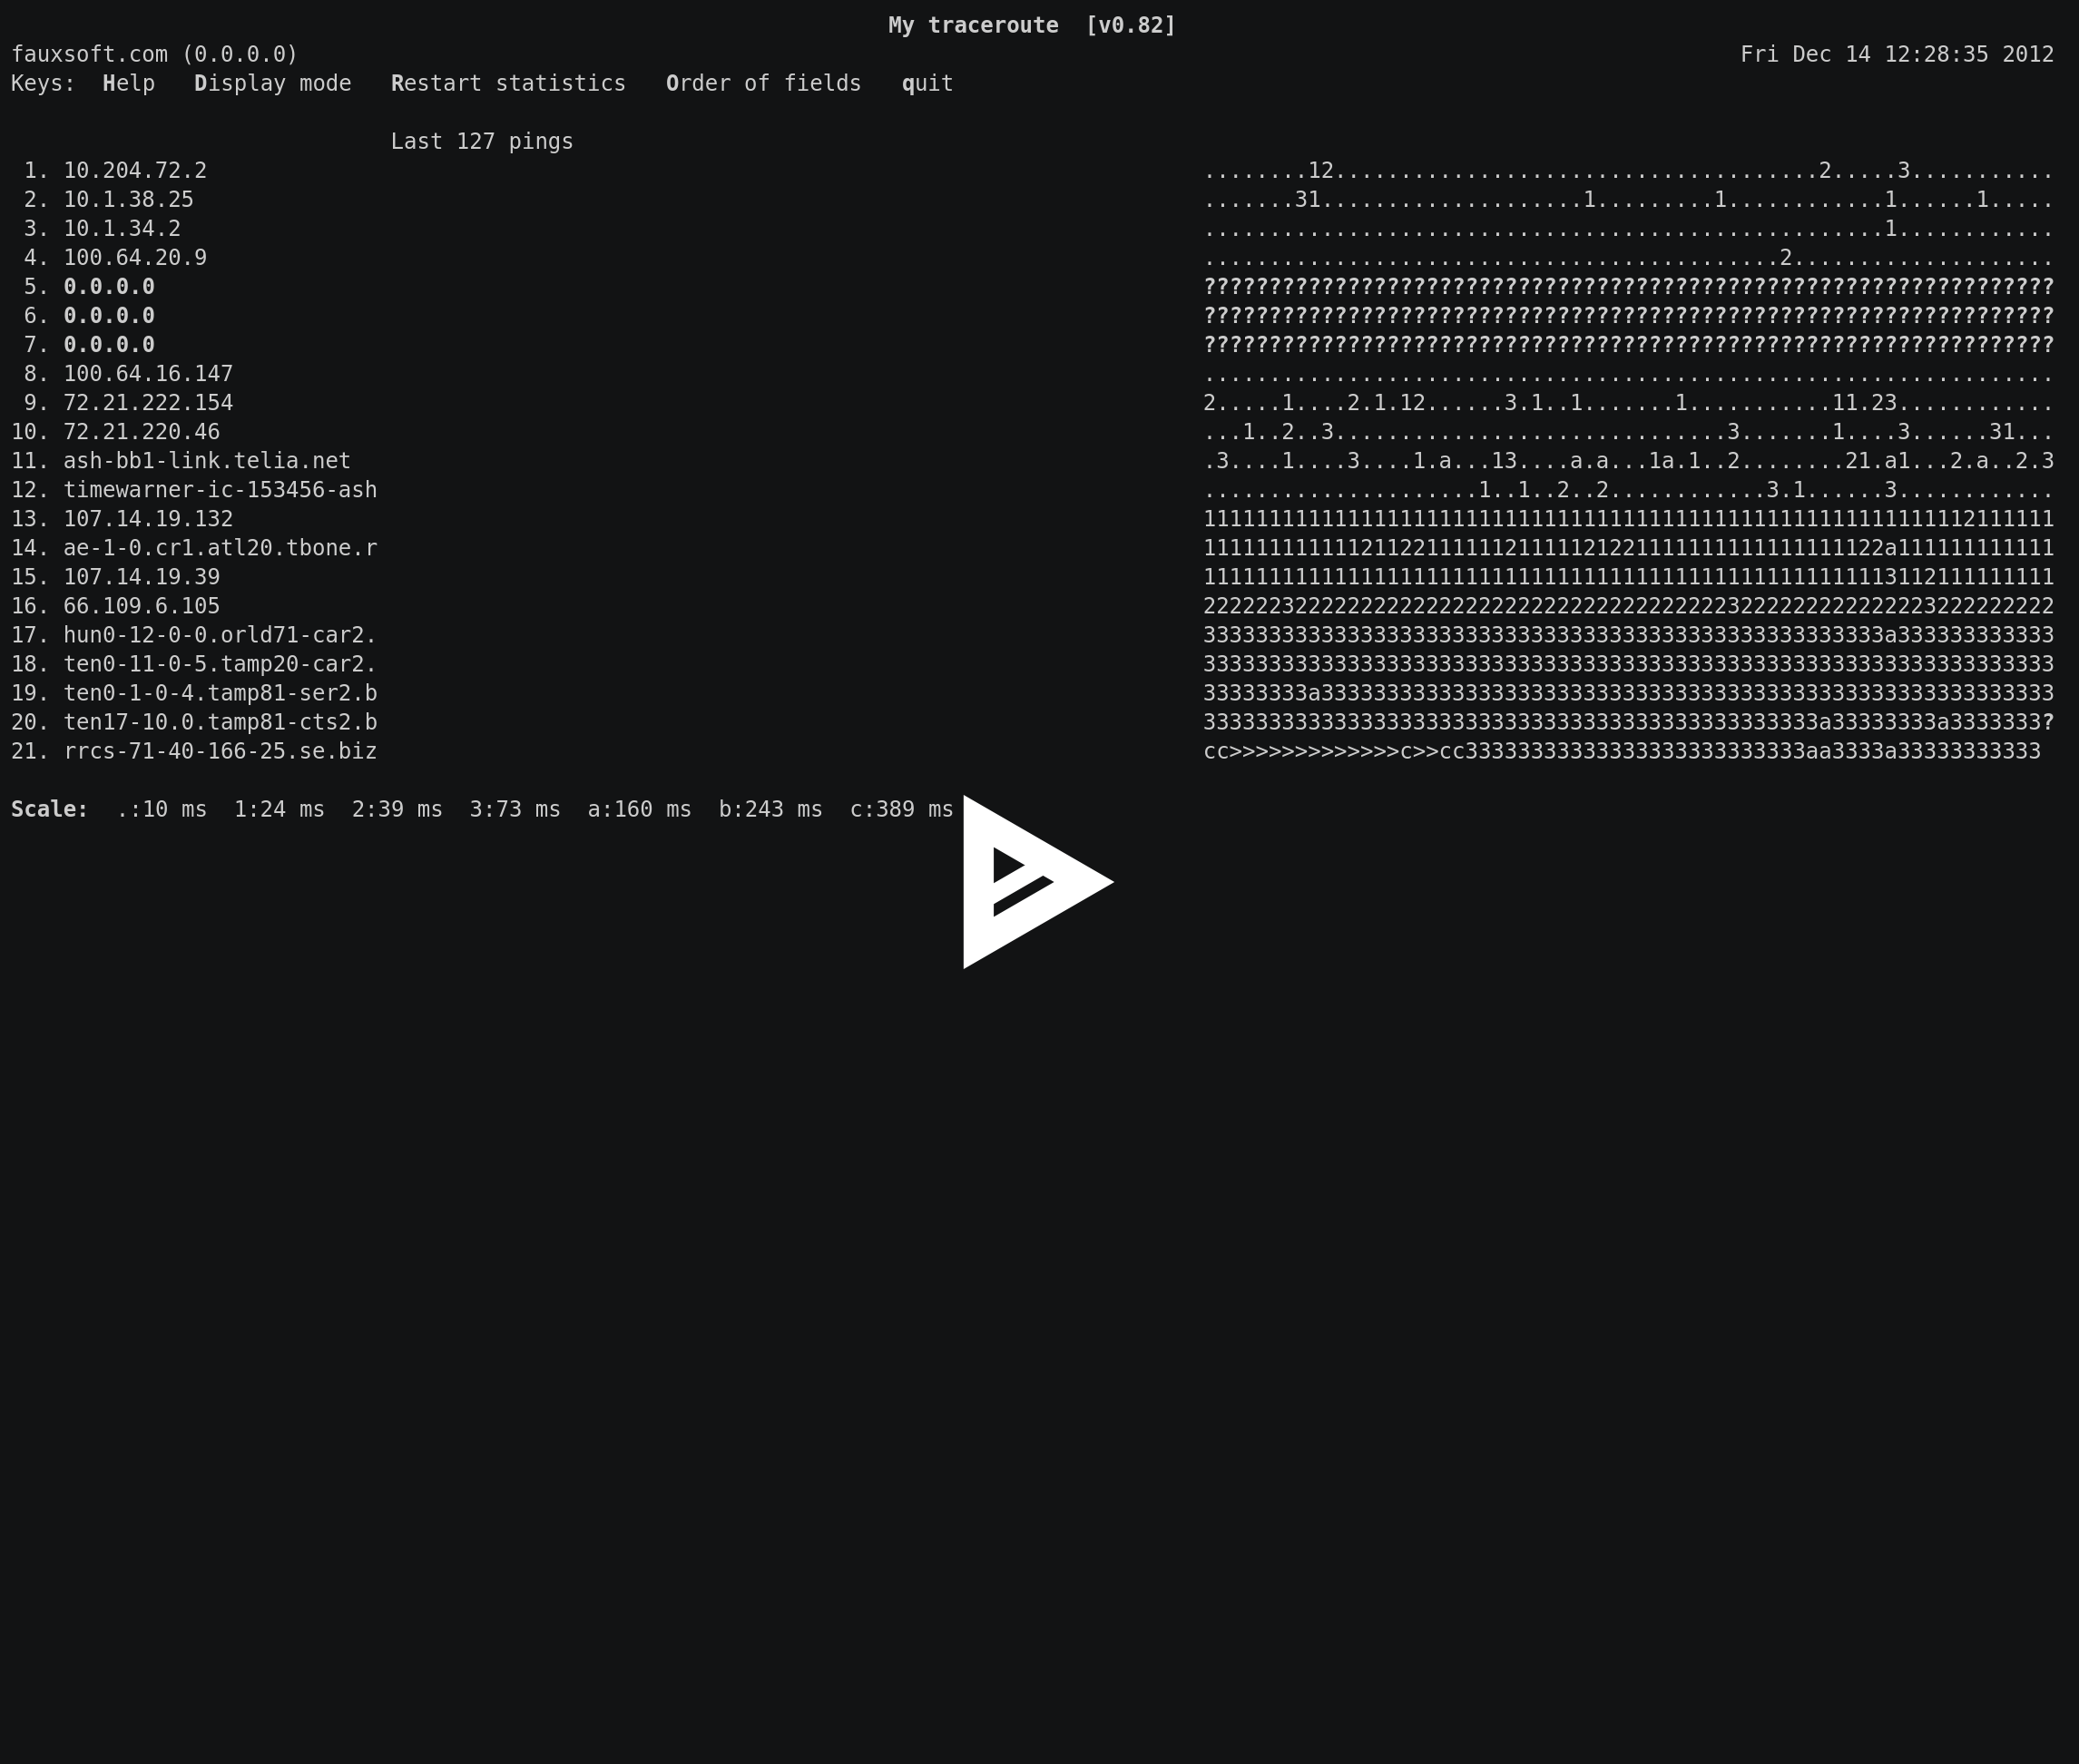 My traceroute  [v0.82]
fauxsoft.com (0.0.0.0) Fri Dec 14 12:28:35 2012
Keys:  Help   Display mode   Restart statistics   Order of fields   quit
Last 127 pings
1. 10.204.72.2 ........12.....................................2.....3...........
2. 10.1.38.25 .......31....................1.........1............1......1.....
3. 10.1.34.2 ....................................................1............
4. 100.64.20.9 ............................................2....................
5. 0.0.0.0 ?????????????????????????????????????????????????????????????????
6. 0.0.0.0 ?????????????????????????????????????????????????????????????????
7. 0.0.0.0 ?????????????????????????????????????????????????????????????????
8. 100.64.16.147 .................................................................
9. 72.21.222.154 2.....1....2.1.12......3.1..1.......1...........11.23............
10. 72.21.220.46 ...1..2..3..............................3.......1....3......31...
11. ash-bb1-link.telia.net .3....1....3....1.a...13....a.a...1a.1..2........21.a1...2.a..2.3
12. timewarner-ic-153456-ash .....................1..1..2..2............3.1......3............
13. 107.14.19.132 11111111111111111111111111111111111111111111111111111111112111111
14. ae-1-0.cr1.atl20.tbone.r 11111111111121122111111211111212211111111111111111122a111111111111
15. 107.14.19.39 11111111111111111111111111111111111111111111111111113112111111111
16. 66.109.6.105 22222232222222222222222222222222222222223222222222222223222222222
17. hun0-12-0-0.orld71-car2. 3333333333333333333333333333333333333333333333333333a333333333333
18. ten0-11-0-5.tamp20-car2. 33333333333333333333333333333333333333333333333333333333333333333
19. ten0-1-0-4.tamp81-ser2.b 33333333a33333333333333333333333333333333333333333333333333333333
20. ten17-10.0.tamp81-cts2.b 33333333333333333333333333333333333333333333333a33333333a3333333?
21. rrcs-71-40-166-25.se.biz cc>>>>>>>>>>>>>c>>cc33333333333333333333333333aa3333a33333333333
Scale:  .:10 ms  1:24 ms  2:39 ms  3:73 ms  a:160 ms  b:243 ms  c:389 ms